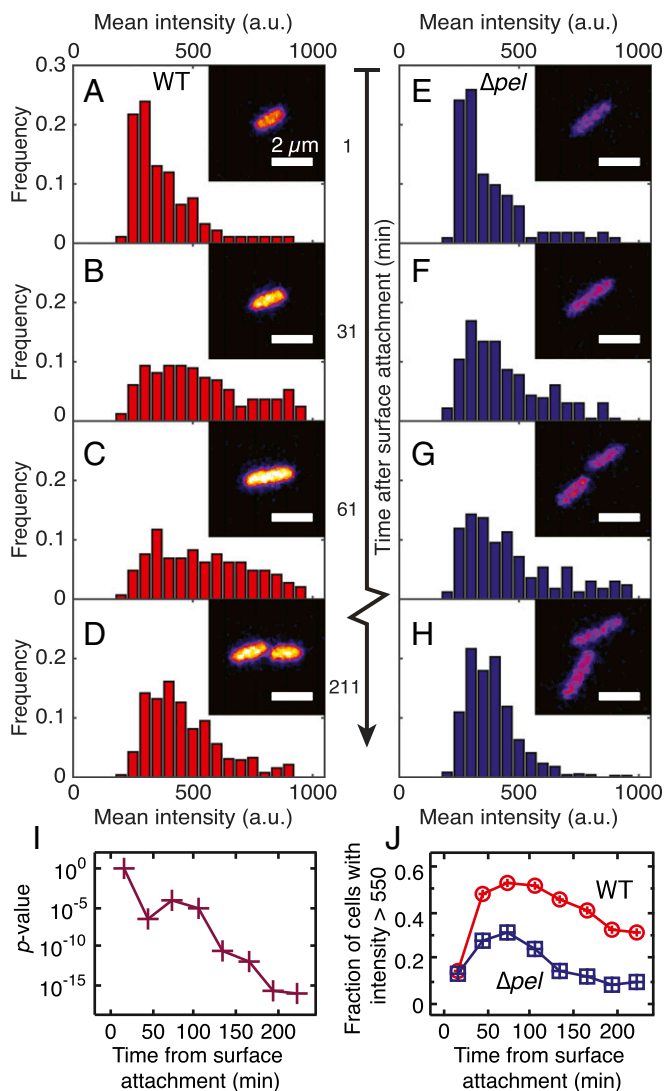 Mean intensity (a.u.)
Mean intensity (a.u.)
0 500 1000
0 500 1000
A WT
2 μm
Frequency
0.3
0.2
0.1
0
1
E Δpel
B
Frequency
0.2
0.1
0
31
F
Time after surface attachment (min)
C
Frequency
0.2
0.1
0
61
G
D
Frequency
0.2
0.1
0
211
H
0 500 1000
0 500 1000
Mean intensity (a.u.)
Mean intensity (a.u.)
I
p-value
10⁰
10⁻⁵
10⁻¹⁰
10⁻¹⁵
0 50 100 150 200
Time from surface
attachment (min)
J
Fraction of cells with
intensity > 550
0.6
0.4
0.2
0
WT
Δpel
0 50 100 150 200
Time from surface
attachment (min)